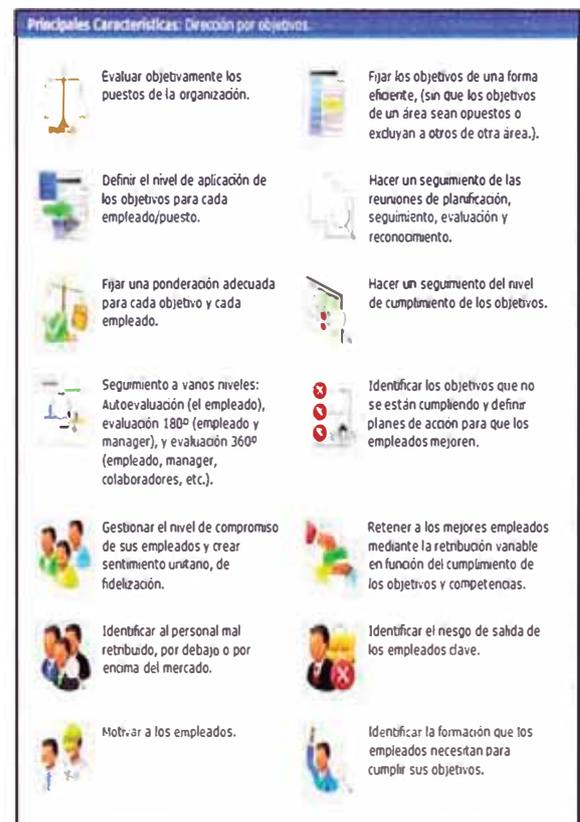 Principales Características: Dirección por objetivos.
Evaluar objetivamente los
puestos de la organización.
Fijar los objetivos de una forma
eficiente, (sin que los objetivos
de un área sean opuestos o
excluyan a otros de otra área.).
Definir el nivel de aplicación de
los objetivos para cada
empleado/puesto.
Hacer un seguimiento de las
reuniones de planificación,
seguimiento, evaluación y
reconocimiento.
Fijar una ponderación adecuada
para cada objetivo y cada
empleado.
Hacer un seguimiento del nivel
de cumplimiento de los objetivos.
Seguimiento a varios niveles:
Autoevaluación (el empleado),
evaluación 180º (empleado y
manager), y evaluación 360º
(empleado, manager,
colaboradores, etc.).
Identificar los objetivos que no
se están cumpliendo y definir
planes de acción para que los
empleados mejoren.
Gestionar el nivel de compromiso
de sus empleados y crear
sentimiento unitario, de
fidelización.
Retener a los mejores empleados
mediante la retribución variable
en función del cumplimiento de
los objetivos y competencias.
Identificar al personal mal
retribuido, por debajo o por
encima del mercado.
Identificar el riesgo de salida de
los empleados clave.
Motivar a los empleados.
Identificar la formación que los
empleados necesitan para
cumplir sus objetivos.